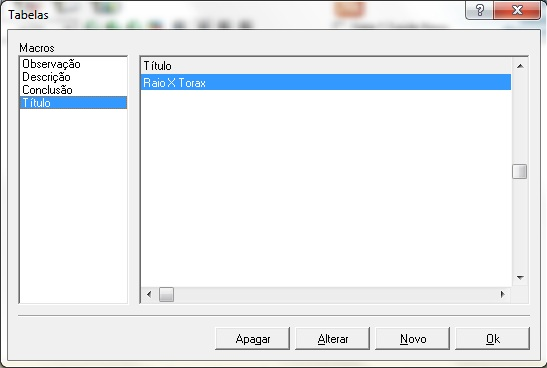 Tabelas
Macros
Observação
Descrição
Conclusão
Título
Título
Raio X Torax
Apagar
Alterar
Novo
Ok